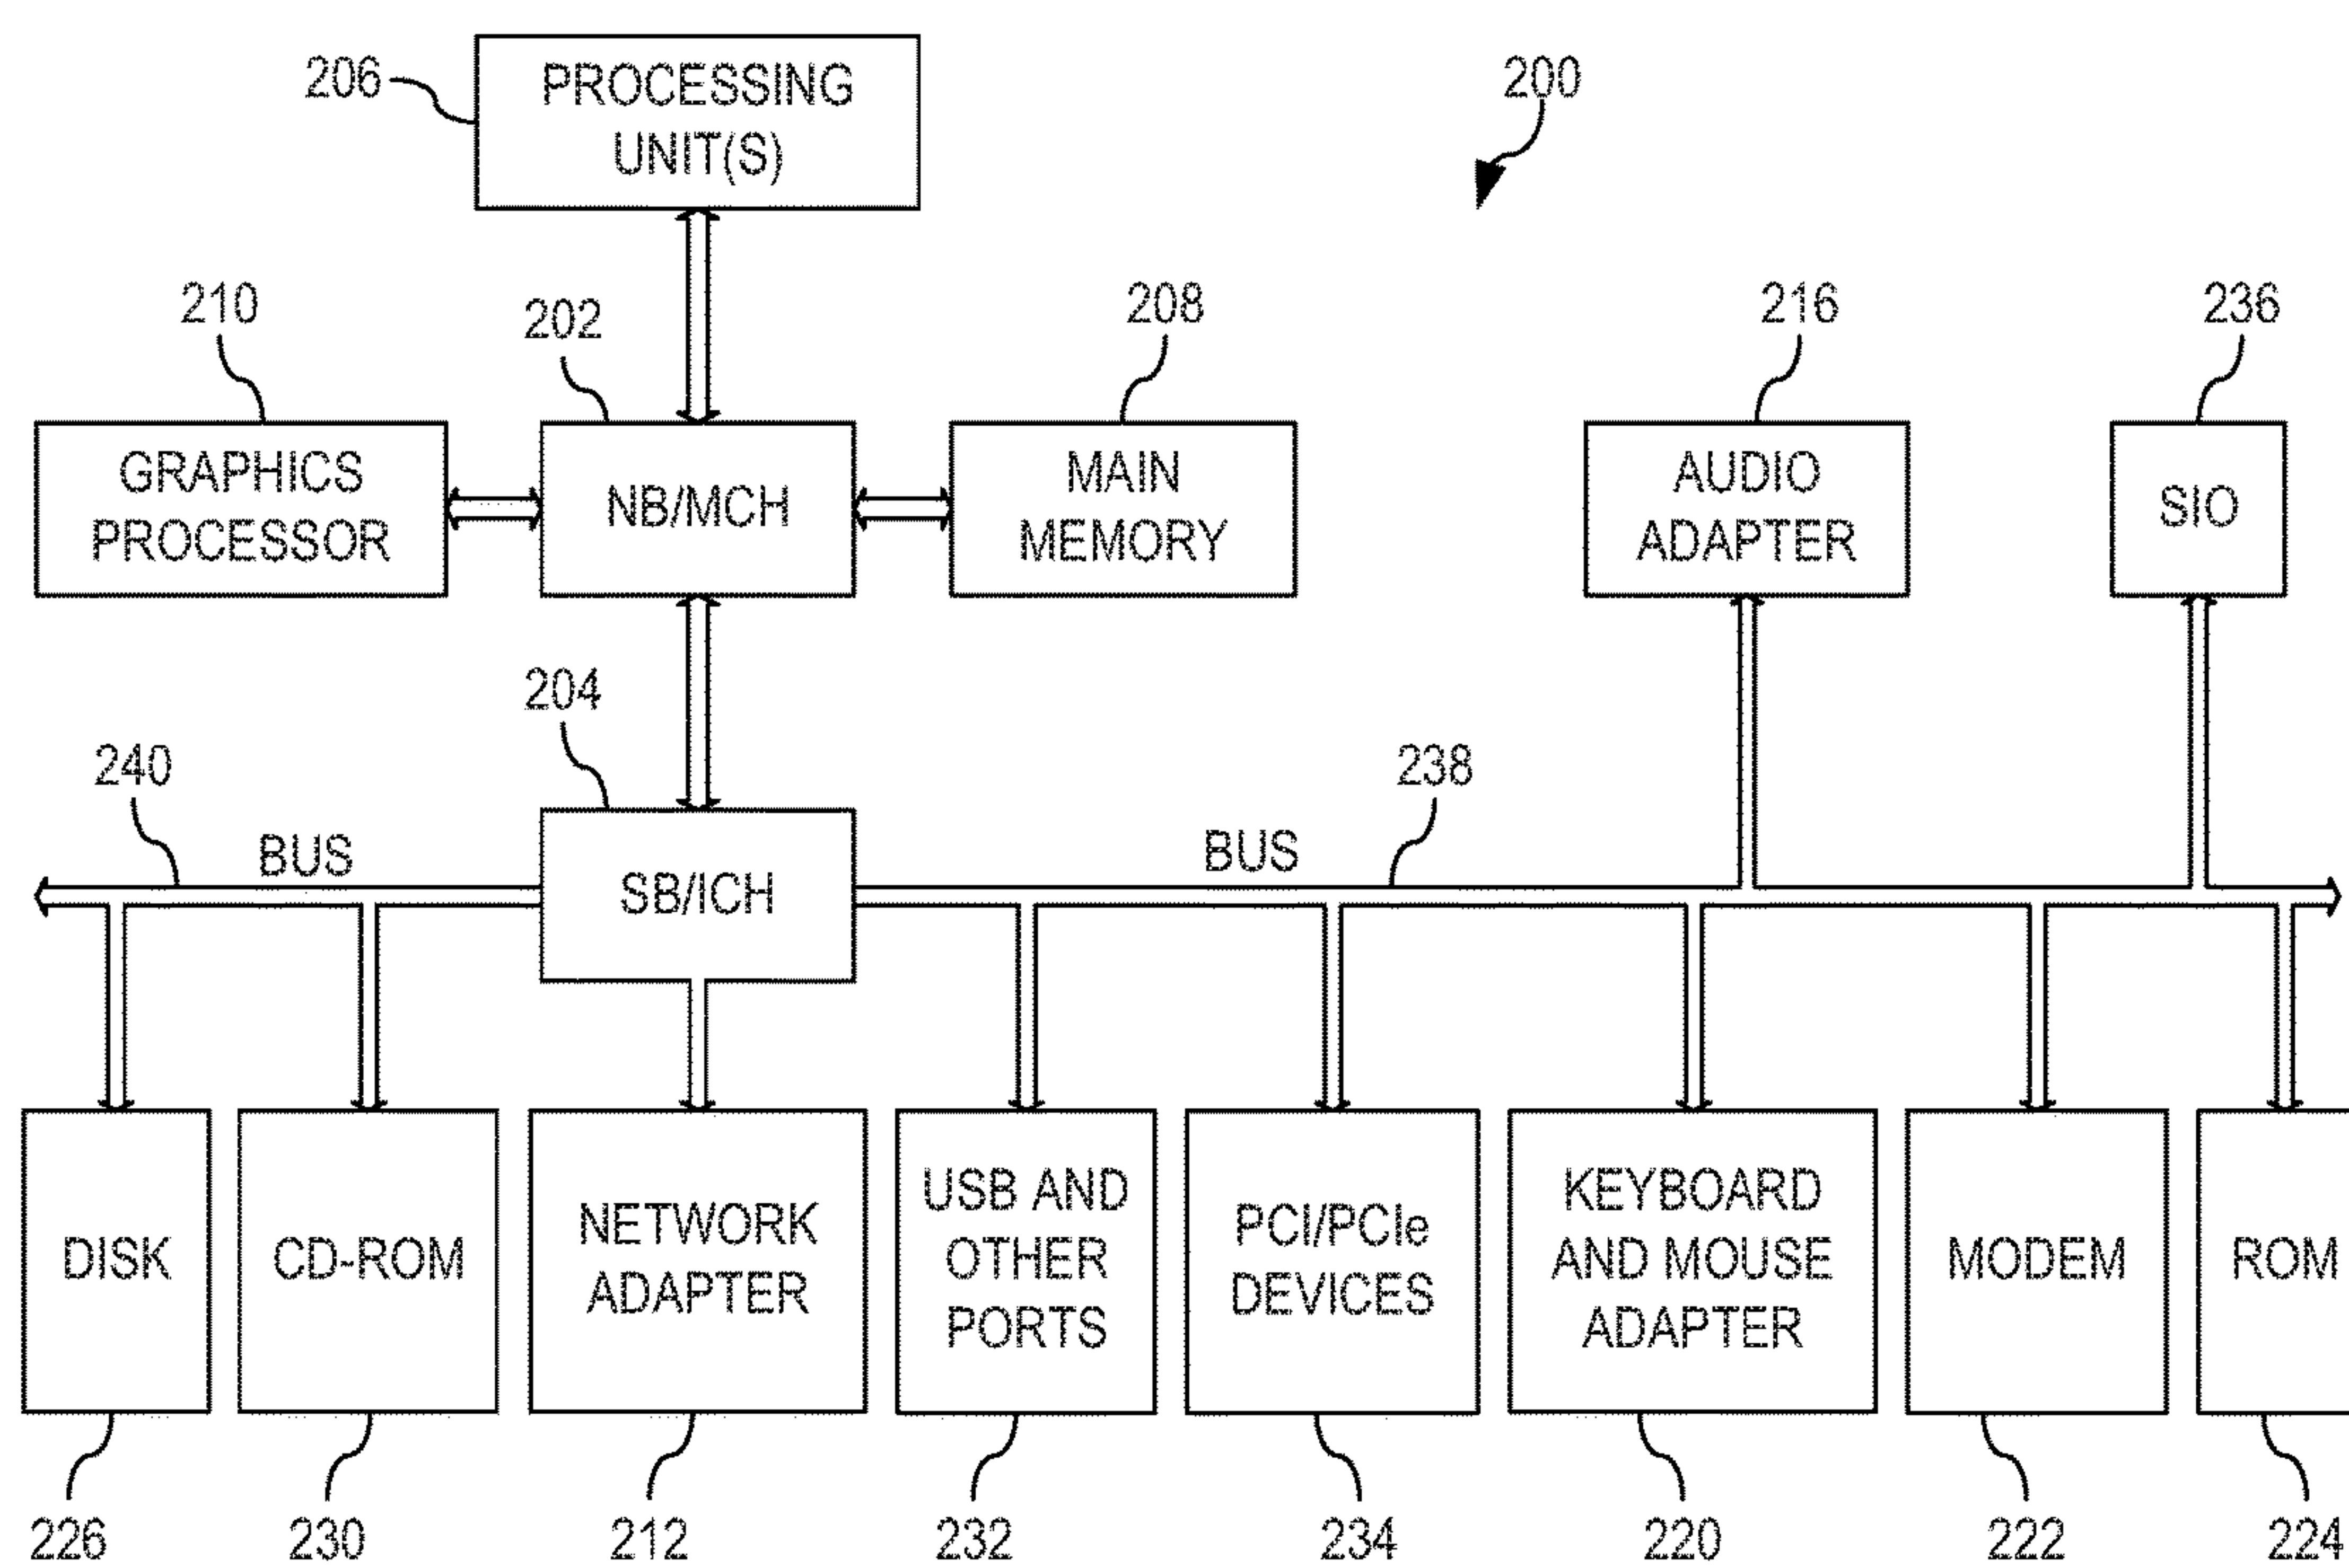 206
PROCESSING
UNIT(S)
200
210
202
208
216
236
GRAPHICS
PROCESSOR
NB/MCH
MAIN
MEMORY
AUDIO
ADAPTER
SIO
204
240
238
BUS
BUS
SB/ICH
DISK
CD-ROM
NETWORK
ADAPTER
USB AND
OTHER
PORTS
PCI/PCIe
DEVICES
KEYBOARD
AND MOUSE
ADAPTER
MODEM
ROM
226
230
212
232
234
220
222
224